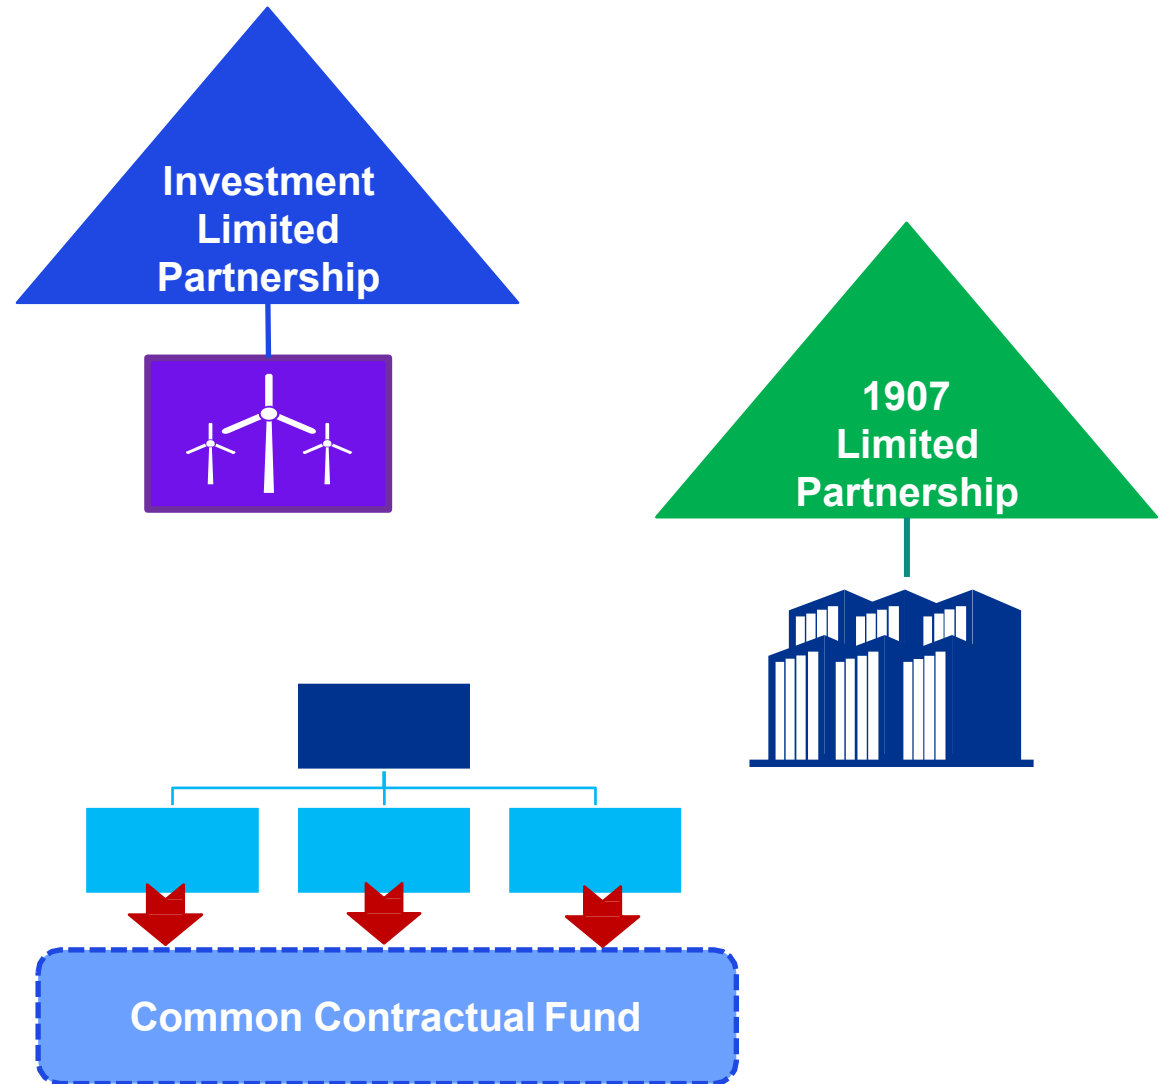 Investment
Limited
Partnership
1907
Limited
Partnership
Common Contractual Fund